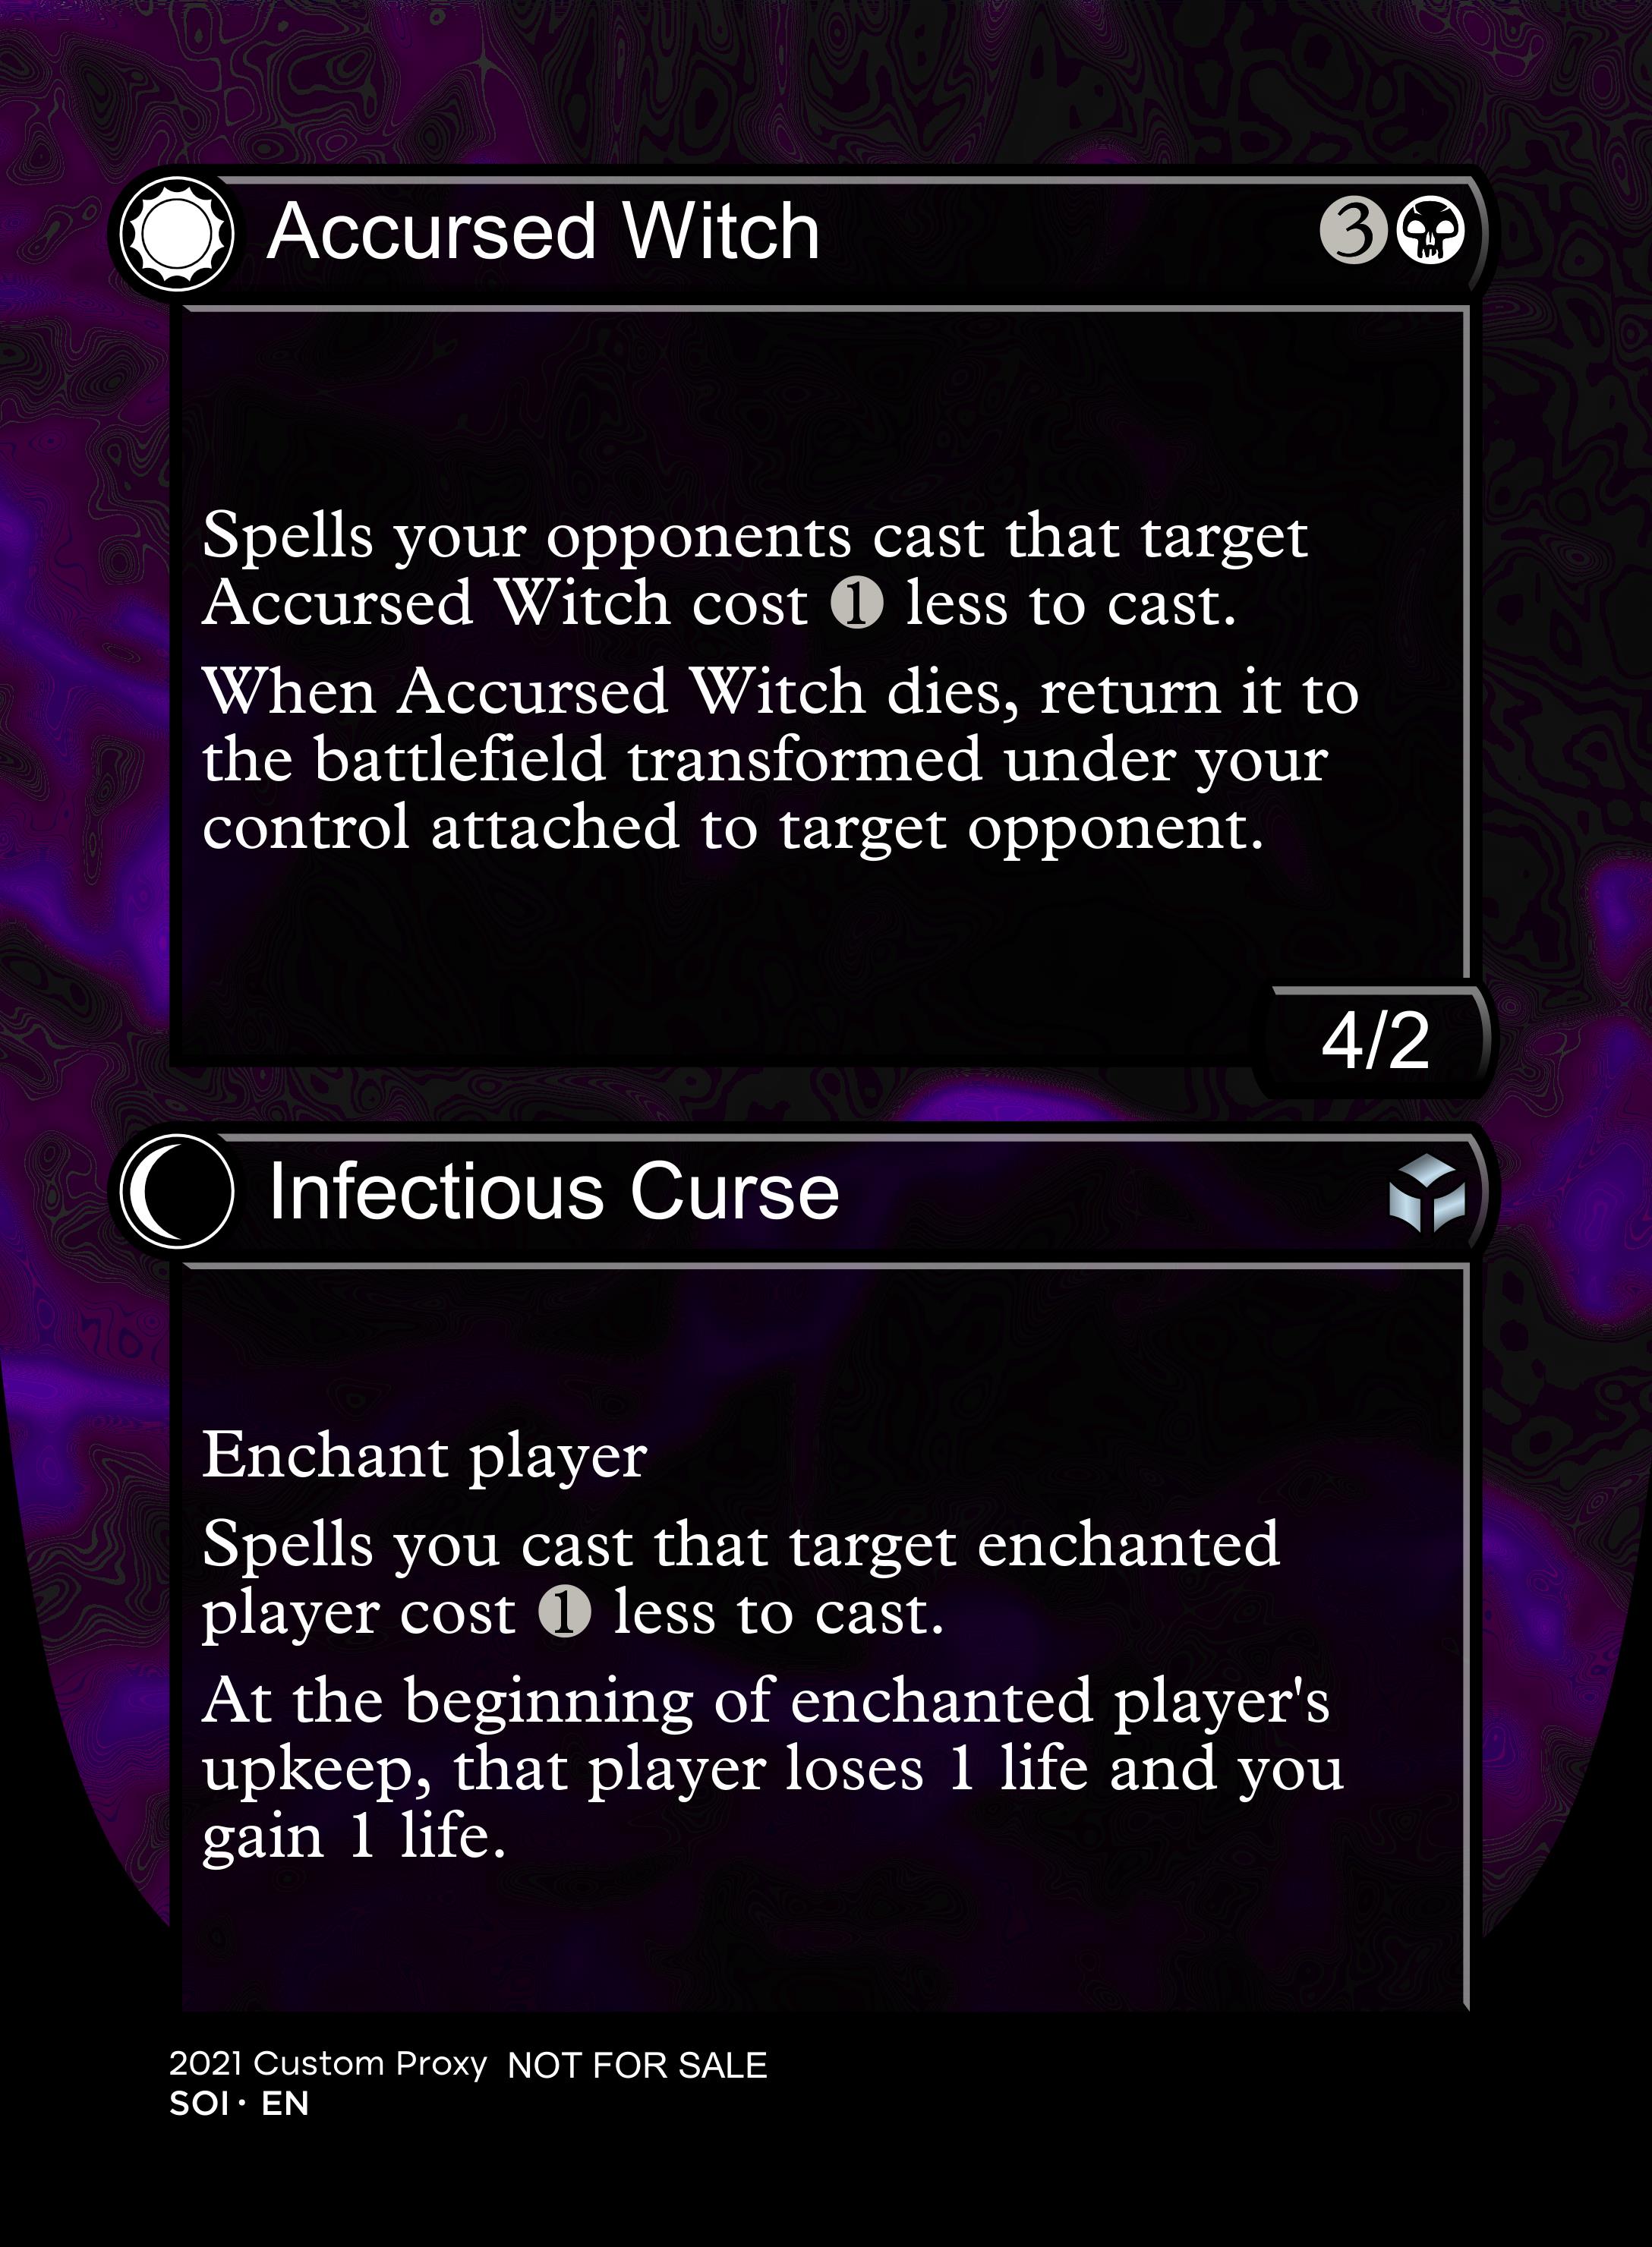 Accursed Witch 3
Spells your opponents cast that target
Accursed Witch cost 1 less to cast.
When Accursed Witch dies, return it to
the battlefield transformed under your
control attached to target opponent.
4/2
Infectious Curse
Enchant player
Spells you cast that target enchanted
player cost 1 less to cast.
At the beginning of enchanted player's
upkeep, that player loses 1 life and you
gain 1 life.
2021 Custom Proxy NOT FOR SALE
SOI · EN